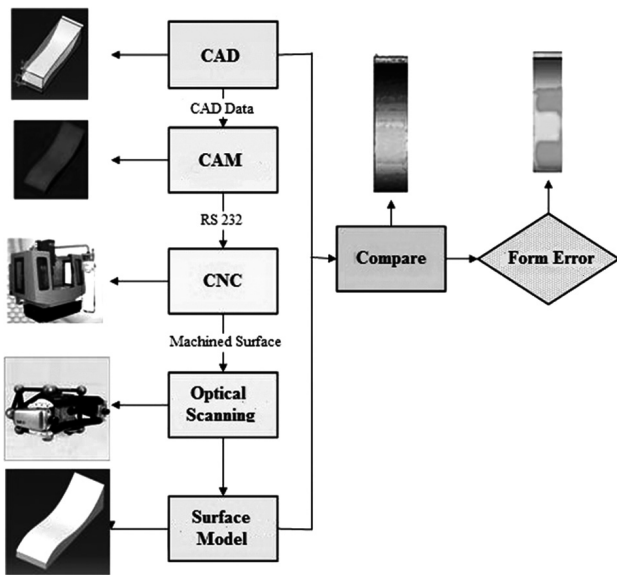 CAD
CAD Data
CAM
RS 232
CNC
Machined Surface
Optical
Scanning
Surface
Model
Compare
Form Error